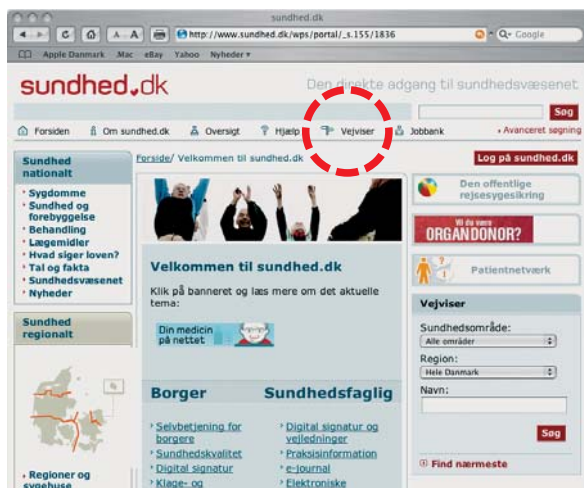 sundhed.dk
A A
http://www.sundhed.dk/wps/portal/_s.155/1836
Google
Apple Danmark Mac eBay Yahoo Nyheder
sundhed.dk
Den direkte adgang til sundhedsvæsenet
Søg
Forsiden Om sundhed.dk Oversigt Hjælp Vejviser Jobbank Avanceret søgning
Sundhed
nationalt
Sygdomme
Sundhed og
forebyggelse
Behandling
Lægemidler
Hvad siger loven?
Tal og fakta
Sundhedsvæsenet
Nyheder
Sundhed
regionalt
Regioner og
sygehuse
Forside/ Velkommen til sundhed.dk
Velkommen til sundhed.dk
Klik på banneret og læs mere om det aktuelle
tema:
Din medicin
på nettet
Borger
Selvbetjening for
borgere
Sundhedskvalitet
Digital signatur
Klage- og
Sundhedsfaglig
Digital signatur og
vejledninger
Praksisinformation
e-journal
Elektroniske
Log på sundhed.dk
Den offentlige
rejsesygesikring
Vil du være
ORGANDONOR?
Patientnetværk
Vejviser
Sundhedsområde:
Alle områder
Region:
Hele Danmark
Navn:
Søg
Find nærmeste